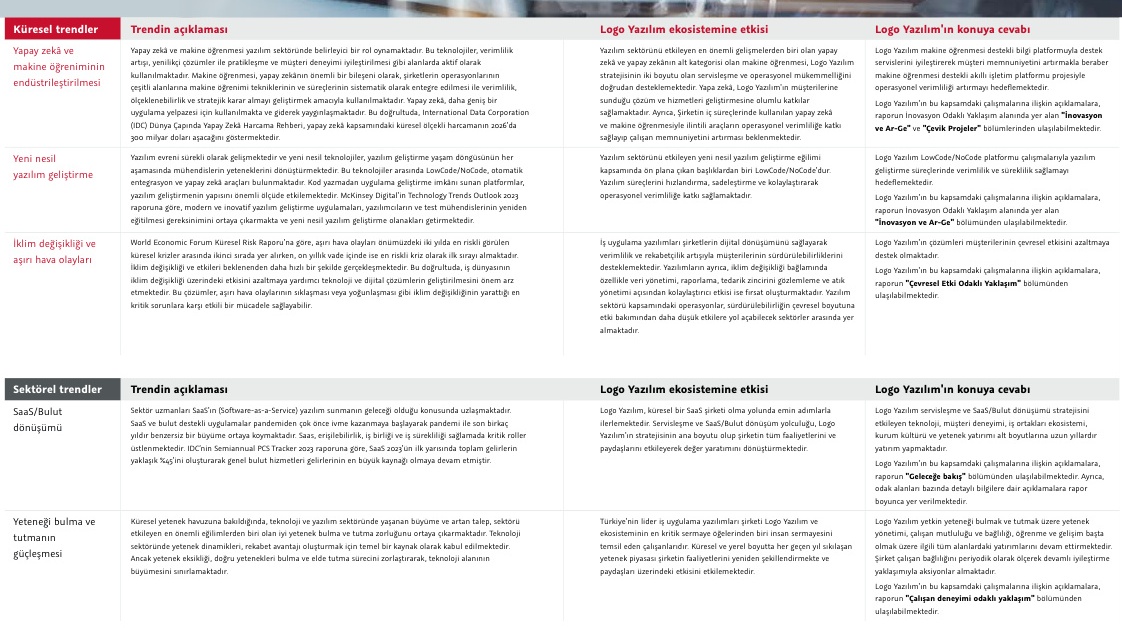 Küresel trendler
Trendin açıklaması
Logo Yazılım ekosistemine etkisi
Logo Yazılım'ın konuya cevabı
Yapay zekâ ve
makine öğreniminin
endüstrileştirilmesi
Yapay zekâ ve makine öğrenmesi yazılım sektöründe belirleyici bir rol oynamaktadır. Bu teknolojiler, verimlilik
artışı, yenilikçi çözümler ile pratikleşme ve müşteri deneyimi iyileştirilmesi gibi alanlarda aktif olarak
kullanılmaktadır. Makine öğrenmesi, yapay zekânın önemli bir bileşeni olarak, şirketlerin operasyonlarının
çeşitli alanlarına makine öğrenimi tekniklerinin ve süreçlerinin sistematik olarak entegre edilmesi ile verimlilik,
ölçeklenebilirlik ve stratejik karar almayı geliştirmek amacıyla kullanılmaktadır. Yapay zekâ, daha geniş bir
uygulama yelpazesi için kullanılmakta ve giderek yaygınlaşmaktadır. Bu doğrultuda, International Data Corporation
(IDC) Dünya Çapında Yapay Zekâ Harcama Rehberi, yapay zekâ kapsamındaki küresel ölçekli harcamanın 2026'da
300 milyar doları aşacağını göstermektedir.
Yazılım sektörünü etkileyen en önemli gelişmelerden biri olan yapay
zekâ ve yapay zekânın alt kategorisi olan makine öğrenmesi, Logo Yazılım
stratejisinin iki boyutu olan servisleşme ve operasyonel mükemmelliğini
doğrudan desteklemektedir. Yapa zekâ, Logo Yazılım'ın müşterilerine
sunduğu çözüm ve hizmetleri geliştirmesine olumlu katkılar
sağlamaktadır. Ayrıca, Şirketin iç süreçlerinde kullanılan yapay zekâ
ve makine öğrenmesiyle ilintili araçlar operasyonel verimliliğe katkı
sağlayıp çalışan memnuniyetini artırması beklenmektedir.
Logo Yazılım makine öğrenmesi destekli bilgi platformuyla destek
servislerini iyileştirerek müşteri memnuniyetini artırmakla beraber
makine öğrenmesi destekli akıllı işletim platformu projesiyle
operasyonel verimliliği artırmayı hedeflemektedir.
Logo Yazılım'ın bu kapsamdaki çalışmalarına ilişkin açıklamalara,
raporun İnovasyon Odaklı Yaklaşım alanında yer alan "İnovasyon
ve Ar-Ge" ve "Çevik Projeler" bölümlerinden ulaşılabilmektedir.
Yeni nesil
yazılım geliştirme
Yazılım evreni sürekli olarak gelişmektedir ve yeni nesil teknolojiler, yazılım geliştirme yaşam döngüsünün her
aşamasında mühendislerin yeteneklerini dönüştürmektedir. Bu teknolojiler arasında LowCode/NoCode, otomatik
entegrasyon ve yapay zekâ araçları bulunmaktadır. Kod yazmadan uygulama geliştirme imkânı sunan platformlar,
yazılım geliştirmenin yapısını önemli ölçüde etkilemektedir. McKinsey Digital'in Technology Trends Outlook 2023
raporuna göre, modern ve inovatif yazılım geliştirme uygulamaları, yazılımcıların ve test mühendislerinin yeniden
eğitilmesi gereksinimini ortaya çıkarmakta ve yeni nesil yazılım geliştirme olanakları getirmektedir.
Yazılım sektörünü etkileyen yeni nesil yazılım geliştirme eğilimi
kapsamında ön plana çıkan başlıklardan biri LowCode/NoCode'dur.
Yazılım süreçlerini hızlandırma, sadeleştirme ve kolaylaştırarak
operasyonel verimliliğe katkı sağlamaktadır.
Logo Yazılım LowCode/NoCode platformu çalışmalarıyla yazılım
geliştirme süreçlerinde verimlilik ve süreklilik sağlamayı
hedeflemektedir.
Logo Yazılım'ın bu kapsamdaki çalışmalarına ilişkin açıklamalara,
raporun İnovasyon Odaklı Yaklaşım alanında yer alan
"İnovasyon ve Ar-Ge" bölümünden ulaşılabilmektedir.
İklim değişikliği ve
aşırı hava olayları
World Economic Forum Küresel Risk Raporu'na göre, aşırı hava olayları önümüzdeki iki yılda en riskli görülen
küresel krizler arasında ikinci sırada yer alırken, on yıllık vade içinde ise en riskli kriz olarak ilk sırayı almaktadır.
İklim değişikliği ve etkileri beklenenden daha hızlı bir şekilde gerçekleşmektedir. Bu doğrultuda, iş dünyasının
iklim değişikliği üzerindeki etkisini azaltmaya yardımcı teknoloji ve dijital çözümlerin geliştirilmesini önem arz
etmektedir. Bu çözümler, aşırı hava olaylarının sıklaşması veya yoğunlaşması gibi iklim değişikliğinin yarattığı en
kritik sorunlara karşı etkili bir mücadele sağlayabilir.
İş uygulama yazılımları şirketlerin dijital dönüşümünü sağlayarak
verimlilik ve rekabetçilik artışıyla müşterilerinin sürdürülebilirliklerini
desteklemektedir. Yazılımların ayrıca, iklim değişikliği bağlamında
özellikle veri yönetimi, raporlama, tedarik zincirini gözlemleme ve atık
yönetimi açısından kolaylaştırıcı etkisi ise fırsat oluşturmaktadır. Yazılım
sektörü kapsamındaki operasyonlar, sürdürülebilirliğin çevresel boyutuna
etki bakımından daha düşük etkilere yol açabilecek sektörler arasında yer
almaktadır.
Logo Yazılım'ın çözümleri müşterilerinin çevresel etkisini azaltmaya
destek olmaktadır.
Logo Yazılım'ın bu kapsamdaki çalışmalarına ilişkin açıklamalara,
raporun "Çevresel Etki Odaklı Yaklaşım" bölümünden
ulaşılabilmektedir.
Sektörel trendler
Trendin açıklaması
Logo Yazılım ekosistemine etkisi
Logo Yazılım'ın konuya cevabı
SaaS/Bulut
dönüşümü
Sektör uzmanları SaaS'ın (Software-as-a-Service) yazılım sunmanın geleceği olduğu konusunda uzlaşmaktadır.
SaaS ve bulut destekli uygulamalar pandemiden çok önce ivme kazanmaya başlayarak pandemi ile son birkaç
yıldır benzersiz bir büyüme ortaya koymaktadır. Saas, erişilebilirlik, iş birliği ve iş sürekliliği sağlamada kritik roller
üstlenmektedir. IDC'nin Semiannual PCS Tracker 2023 raporuna göre, SaaS 2023'ün ilk yarısında toplam gelirlerin
yaklaşık %45'ini oluşturarak genel bulut hizmetleri gelirlerinin en büyük kaynağı olmaya devam etmiştir.
Logo Yazılım, küresel bir SaaS şirketi olma yolunda emin adımlarla
ilerlemektedir. Servisleşme ve SaaS/Bulut dönüşüm yolculuğu, Logo
Yazılım'ın stratejisinin ana boyutu olup şirketin tüm faaliyetlerini ve
paydaşlarını etkileyerek değer yaratımını dönüştürmektedir.
Logo Yazılım servisleşme ve SaaS/Bulut dönüşümü stratejisini
etkileyen teknoloji, müşteri deneyimi, iş ortakları ekosistemi,
kurum kültürü ve yetenek yatırımı alt boyutlarına uzun yıllardır
yatırım yapmaktadır.
Logo Yazılım'ın bu kapsamdaki çalışmalarına ilişkin açıklamalara,
raporun "Geleceğe bakış" bölümünden ulaşılabilmektedir. Ayrıca,
odak alanları bazında detaylı bilgilere dair açıklamalara rapor
boyunca yer verilmektedir.
Yeteneği bulma ve
tutmanın
güçleşmesi
Küresel yetenek havuzuna bakıldığında, teknoloji ve yazılım sektöründe yaşanan büyüme ve artan talep, sektörü
etkileyen en önemli eğilimlerden biri olan iyi yetenek bulma ve tutma zorluğunu ortaya çıkarmaktadır. Teknoloji
sektöründe yetenek dinamikleri, rekabet avantajı oluşturmak için temel bir kaynak olarak kabul edilmektedir.
Ancak yetenek eksikliği, doğru yetenekleri bulma ve elde tutma sürecini zorlaştırarak, teknoloji alanının
büyümesini sınırlamaktadır.
Türkiye'nin lider iş uygulama yazılımları şirketi Logo Yazılım ve
ekosisteminin en kritik sermaye öğelerinden biri insan sermayesini
temsil eden çalışanlarıdır. Küresel ve yerel boyutta her geçen yıl sıkılaşan
yetenek piyasası şirketin faaliyetlerini yeniden şekillendirmekte ve
paydaşları üzerindeki etkisini etkilemektedir.
Logo Yazılım yetkin yeteneği bulmak ve tutmak üzere yetenek
yönetimi, çalışan mutluluğu ve bağlılığı, öğrenme ve gelişim başta
olmak üzere ilgili tüm alanlardaki yatırımlarını devam ettirmektedir.
Şirket çalışan bağlılığını periyodik olarak ölçerek devamlı iyileştirme
yaklaşımıyla aksiyonlar almaktadır.
Logo Yazılım'ın bu kapsamdaki çalışmalarına ilişkin açıklamalara,
raporun "Çalışan deneyimi odaklı yaklaşım" bölümünden
ulaşılabilmektedir.